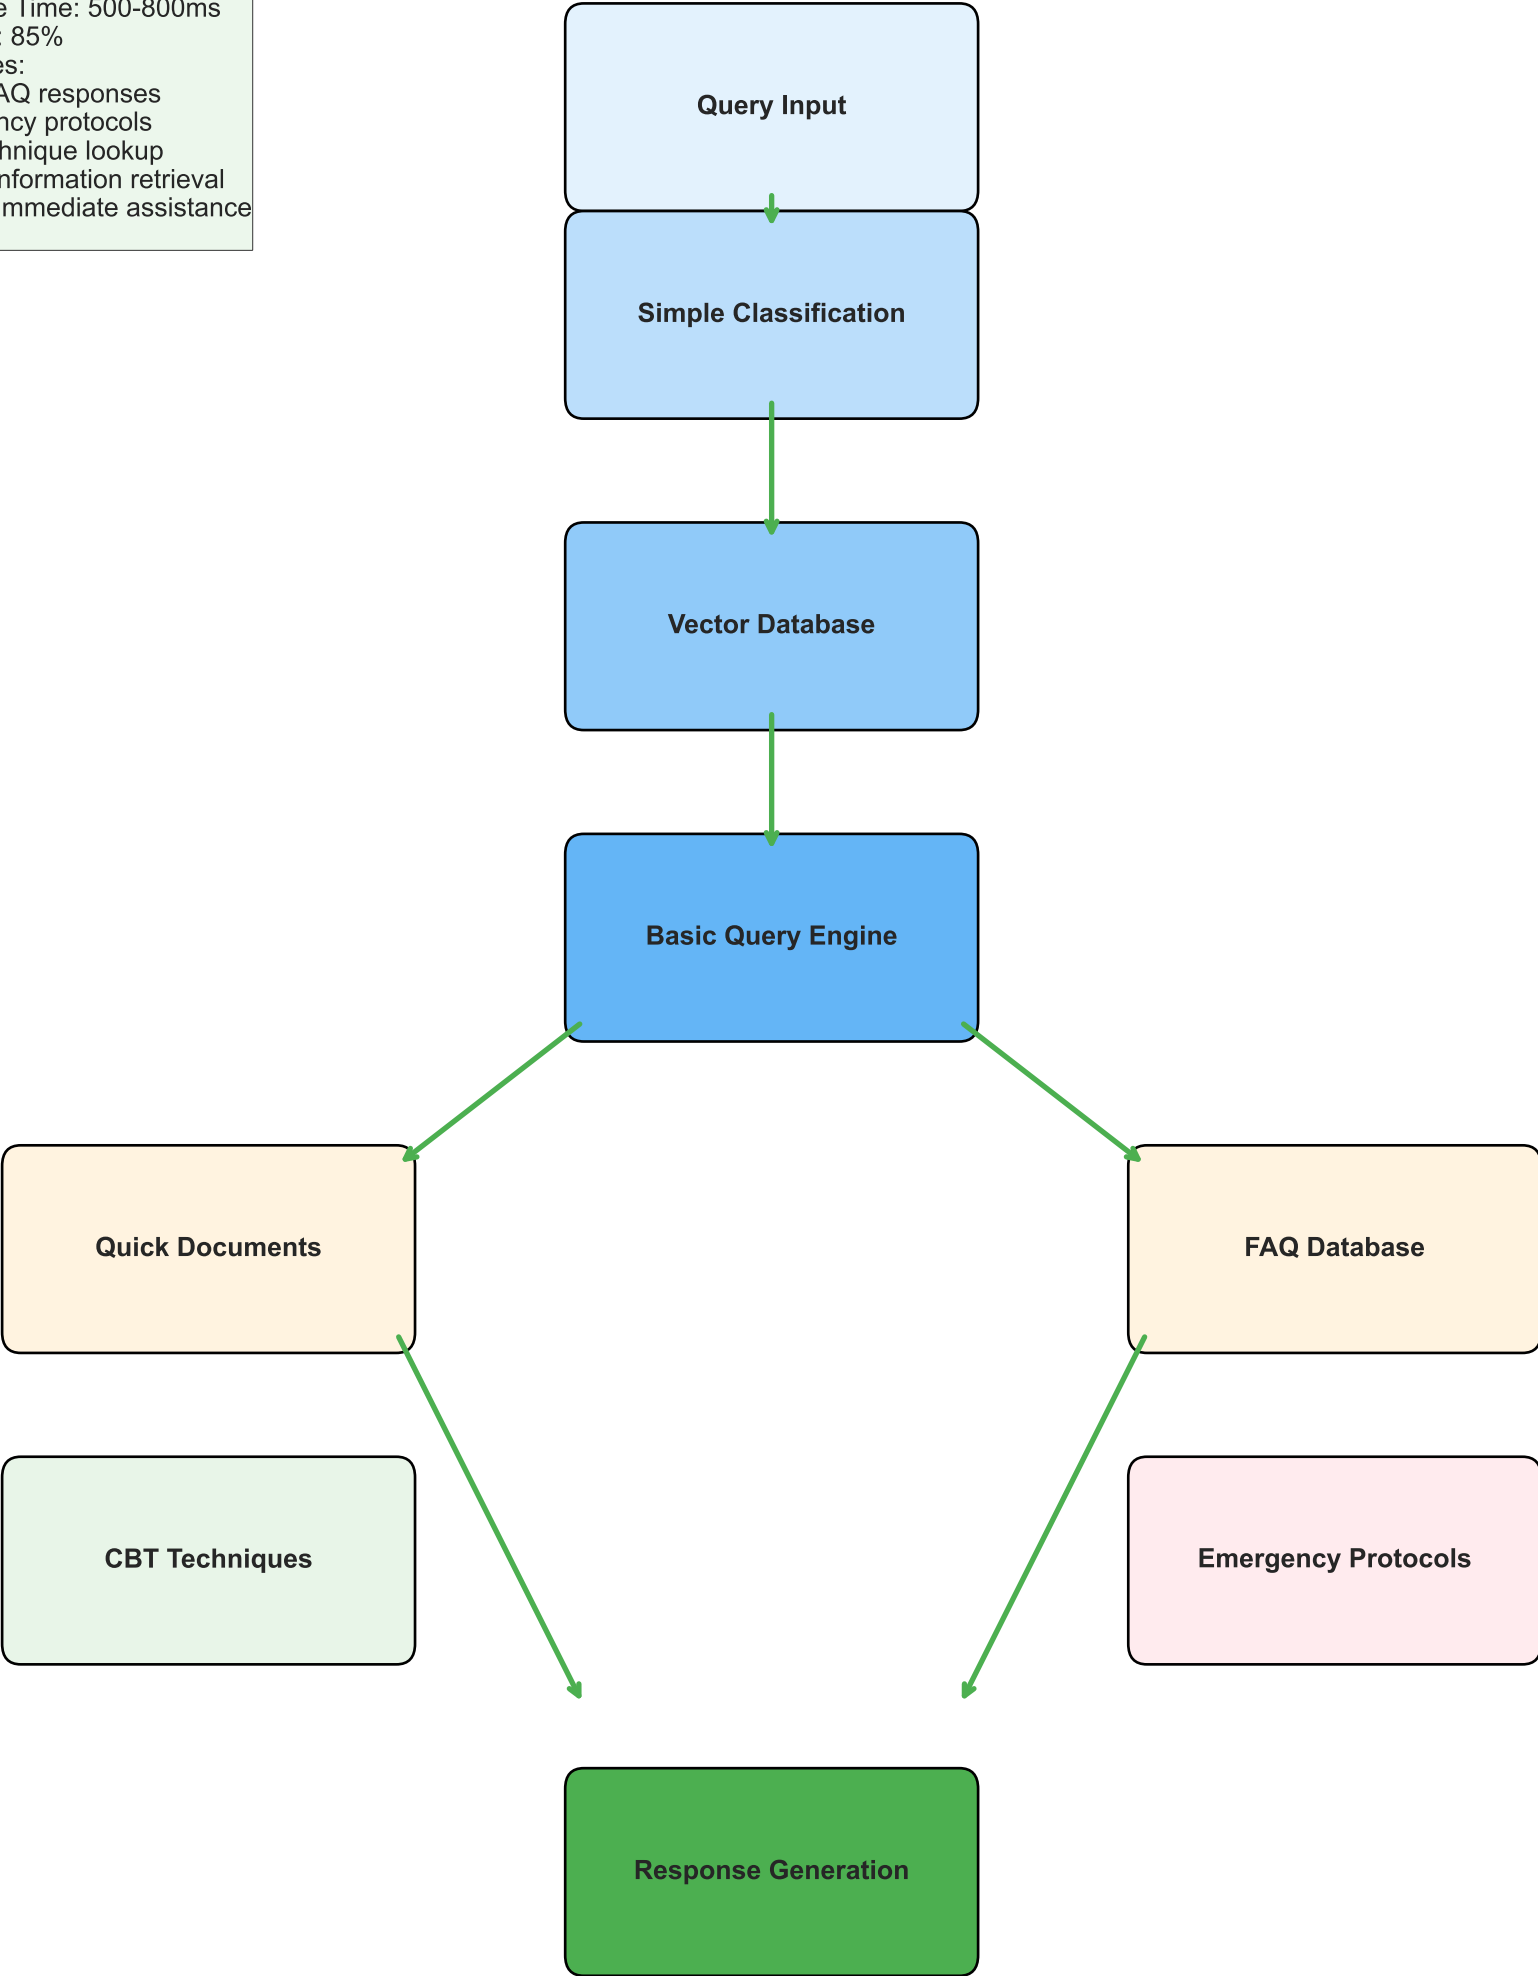 e Time: 500-800ms
: 85%
es:
AQ responses
ncy protocols
hnique lookup
nformation retrieval
mmediate assistance
Query Input
Simple Classification
Vector Database
Basic Query Engine
Quick Documents
FAQ Database
CBT Techniques
Emergency Protocols
Response Generation